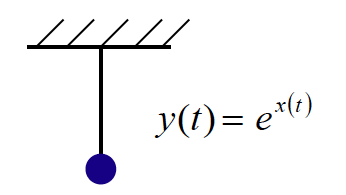 y(t) = e^{x(t)}